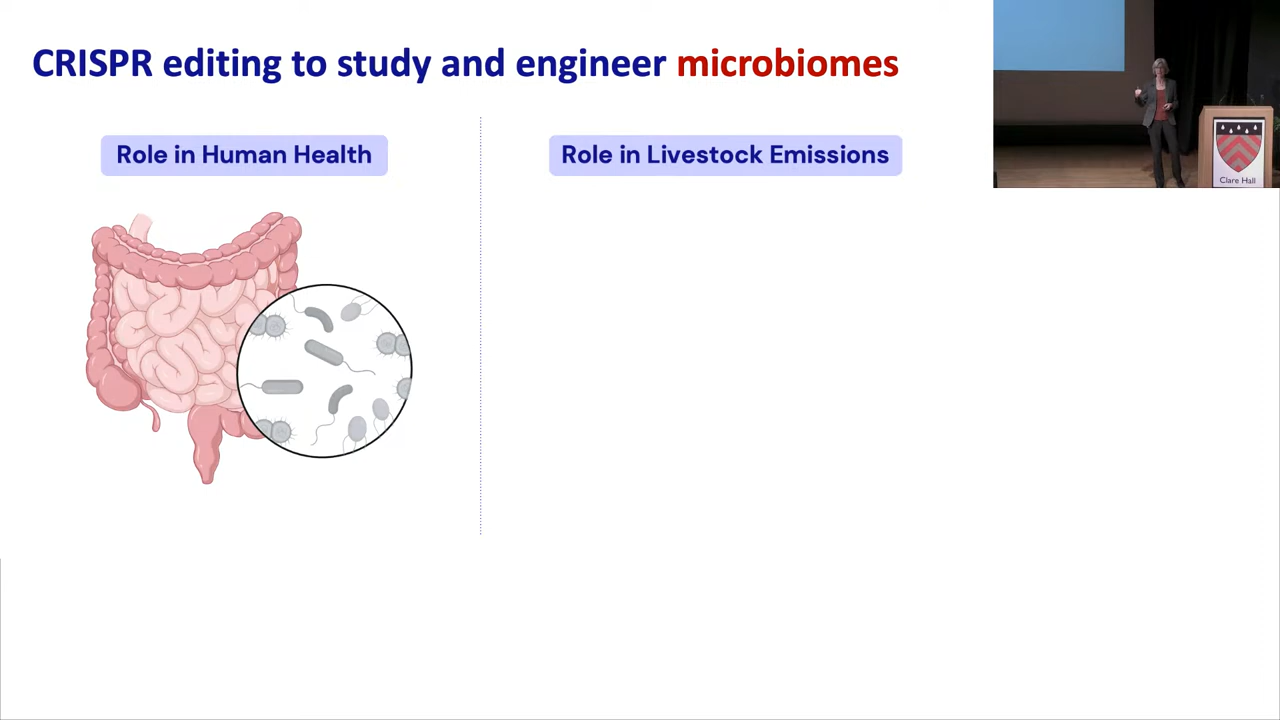 CRISPR editing to study and engineer microbiomes
Role in Human Health
Role in Livestock Emissions
Clare Hall